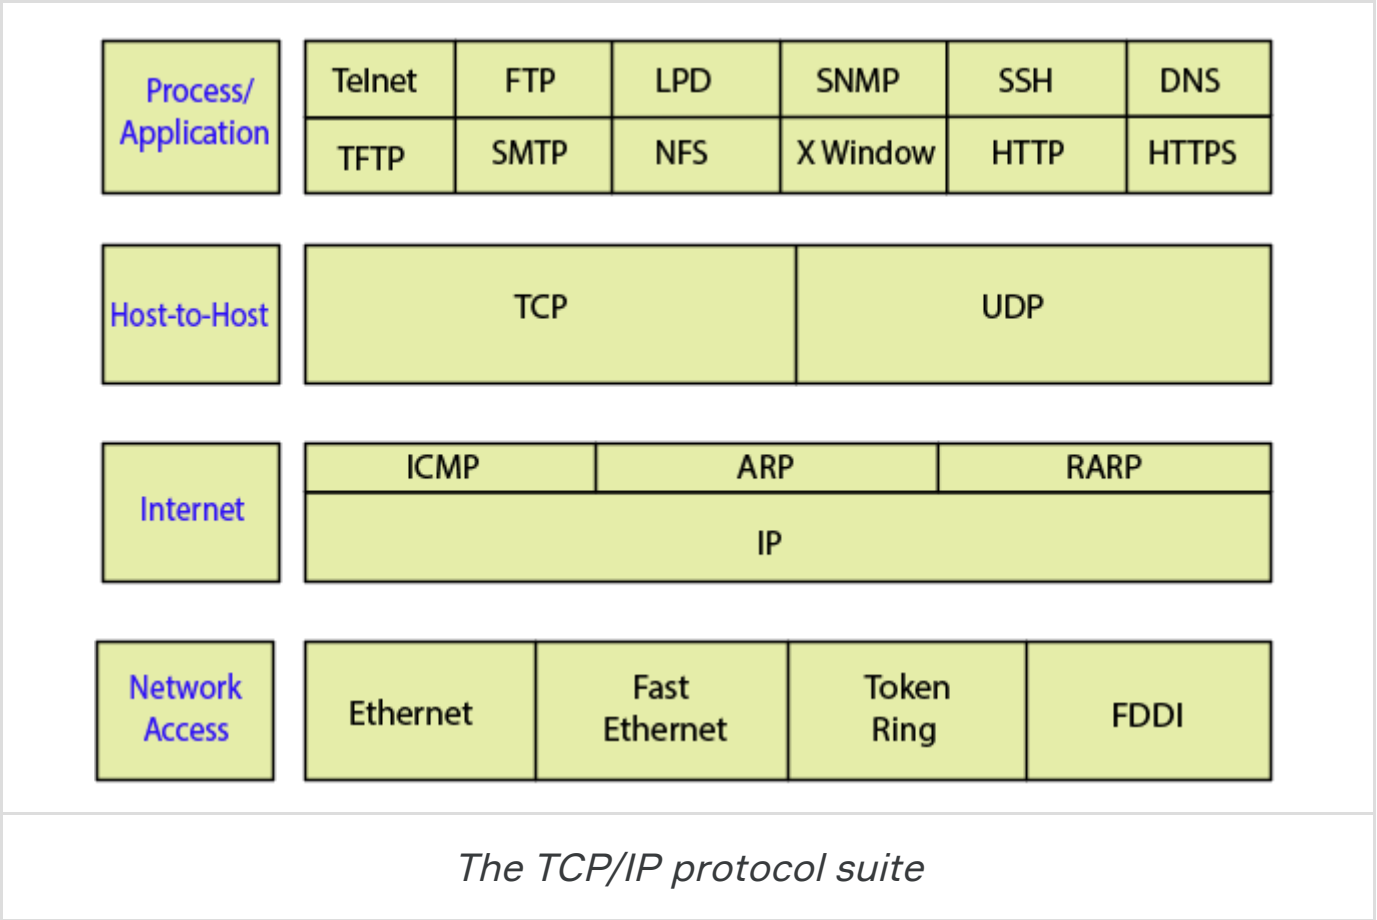 Process/
Application
Telnet FTP LPD SNMP SSH DNS
TFTP SMTP NFS X Window HTTP HTTPS
Host-to-Host
TCP UDP
Internet
ICMP ARP RARP
IP
Network
Access
Ethernet
Fast
Ethernet
Token
Ring
FDDI
The TCP/IP protocol suite